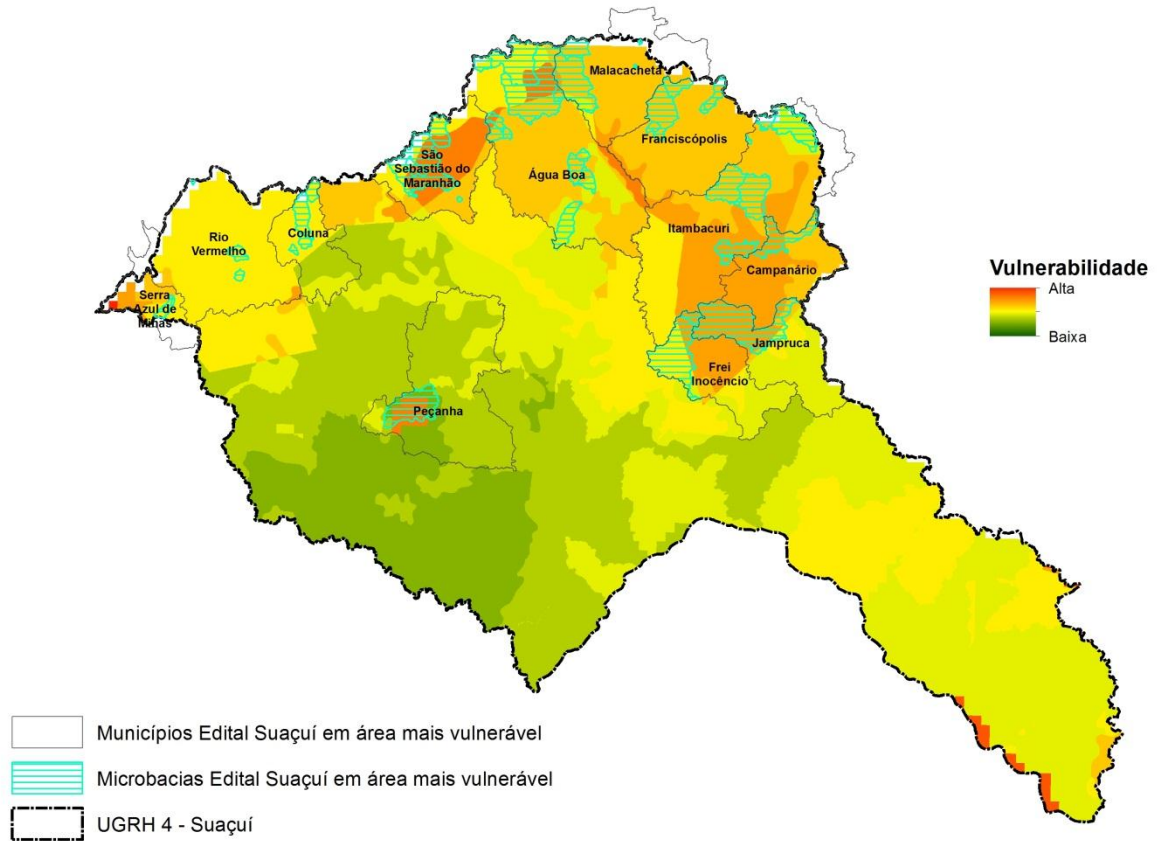 Malacacheta
Franciscópolis
São
Sebastião do
Maranhão
Água Boa
Itambacuri
Rio
Vermelho
Coluna
Campanário
Serra
Azul de
Minas
Jampruca
Frei
Inocêncio
Peçanha
Vulnerabilidade
Alta
Baixa
Municípios Edital Suaçuí em área mais vulnerável
Microbacias Edital Suaçuí em área mais vulnerável
UGRH 4 - Suaçuí